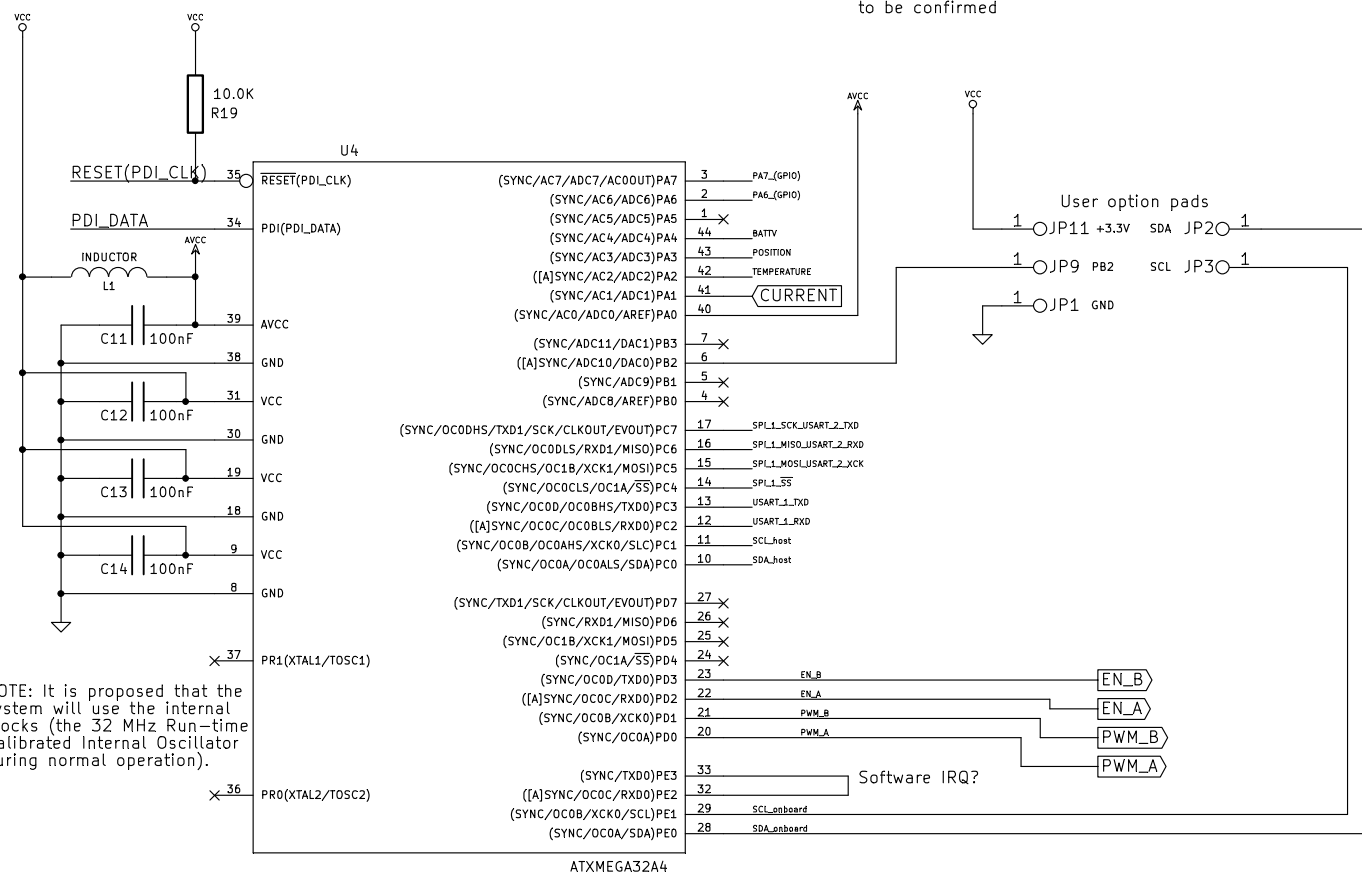 to be confirmed
VCC
VCC
10.0K
R19
AVCC
VCC
U4
User option pads
RESET(PDI_CLK)
35
RESET(PDI_CLK)
PDI_DATA
34
PDI(PDI_DATA)
AVCC
INDUCTOR
L1
39
AVCC
C11
100nF
38
GND
31
VCC
C12
100nF
30
GND
19
VCC
C13
100nF
18
GND
9
VCC
C14
100nF
8
GND
37
PR1(XTAL1/TOSC1)
OTE: It is proposed that the
ystem will use the internal
ocks (the 32 MHz Run-time
alibrated Internal Oscillator
uring normal operation).
36
PR0(XTAL2/TOSC2)
(SYNC/AC7/ADC7/AC0OUT)PA7 3 PA7_(GPIO)
(SYNC/AC6/ADC6)PA6 2 PA6_(GPIO)
(SYNC/AC5/ADC5)PA5 1
(SYNC/AC4/ADC4)PA4 44 BATTV
(SYNC/AC3/ADC3)PA3 43 POSITION
([A]SYNC/AC2/ADC2)PA2 42 TEMPERATURE
(SYNC/AC1/ADC1)PA1 41 CURRENT
(SYNC/AC0/ADC0/AREF)PA0 40
(SYNC/ADC11/DAC1)PB3 7
([A]SYNC/ADC10/DAC0)PB2 6
(SYNC/ADC9)PB1 5
(SYNC/ADC8/AREF)PB0 4
(SYNC/OC0DHS/TXD1/SCK/CLKOUT/EVOUT)PC7 17 SPI_1_SCK_USART_2_TXD
(SYNC/OC0DLS/RXD1/MISO)PC6 16 SPI_1_MISO_USART_2_RXD
(SYNC/OC0CHS/OC1B/XCK1/MOSI)PC5 15 SPI_1_MOSI_USART_2_XCK
(SYNC/OC0CLS/OC1A/SS)PC4 14 SPI_1_SS
(SYNC/OC0D/OC0BHS/TXD0)PC3 13 USART_1_TXD
([A]SYNC/OC0C/OC0BLS/RXD0)PC2 12 USART_1_RXD
(SYNC/OC0B/OC0AHS/XCK0/SLC)PC1 11 SCL_host
(SYNC/OC0A/OC0ALS/SDA)PC0 10 SDA_host
(SYNC/TXD1/SCK/CLKOUT/EVOUT)PD7 27
(SYNC/RXD1/MISO)PD6 26
(SYNC/OC1B/XCK1/MOSI)PD5 25
(SYNC/OC1A/SS)PD4 24
(SYNC/OC0D/TXD0)PD3 23 EN_B EN_B
([A]SYNC/OC0C/RXD0)PD2 22 EN_A EN_A
(SYNC/OC0B/XCK0)PD1 21 PWM_B PWM_B
(SYNC/OC0A)PD0 20 PWM_A PWM_A
(SYNC/TXD0)PE3 33
Software IRQ?
([A]SYNC/OC0C/RXD0)PE2 32
(SYNC/OC0B/XCK0/SCL)PE1 29 SCL_onboard
(SYNC/OC0A/SDA)PE0 28 SDA_onboard
ATXMEGA32A4
1 JP11 +3.3V SDA JP2 1
1 JP9 PB2 SCL JP3 1
1 JP1 GND